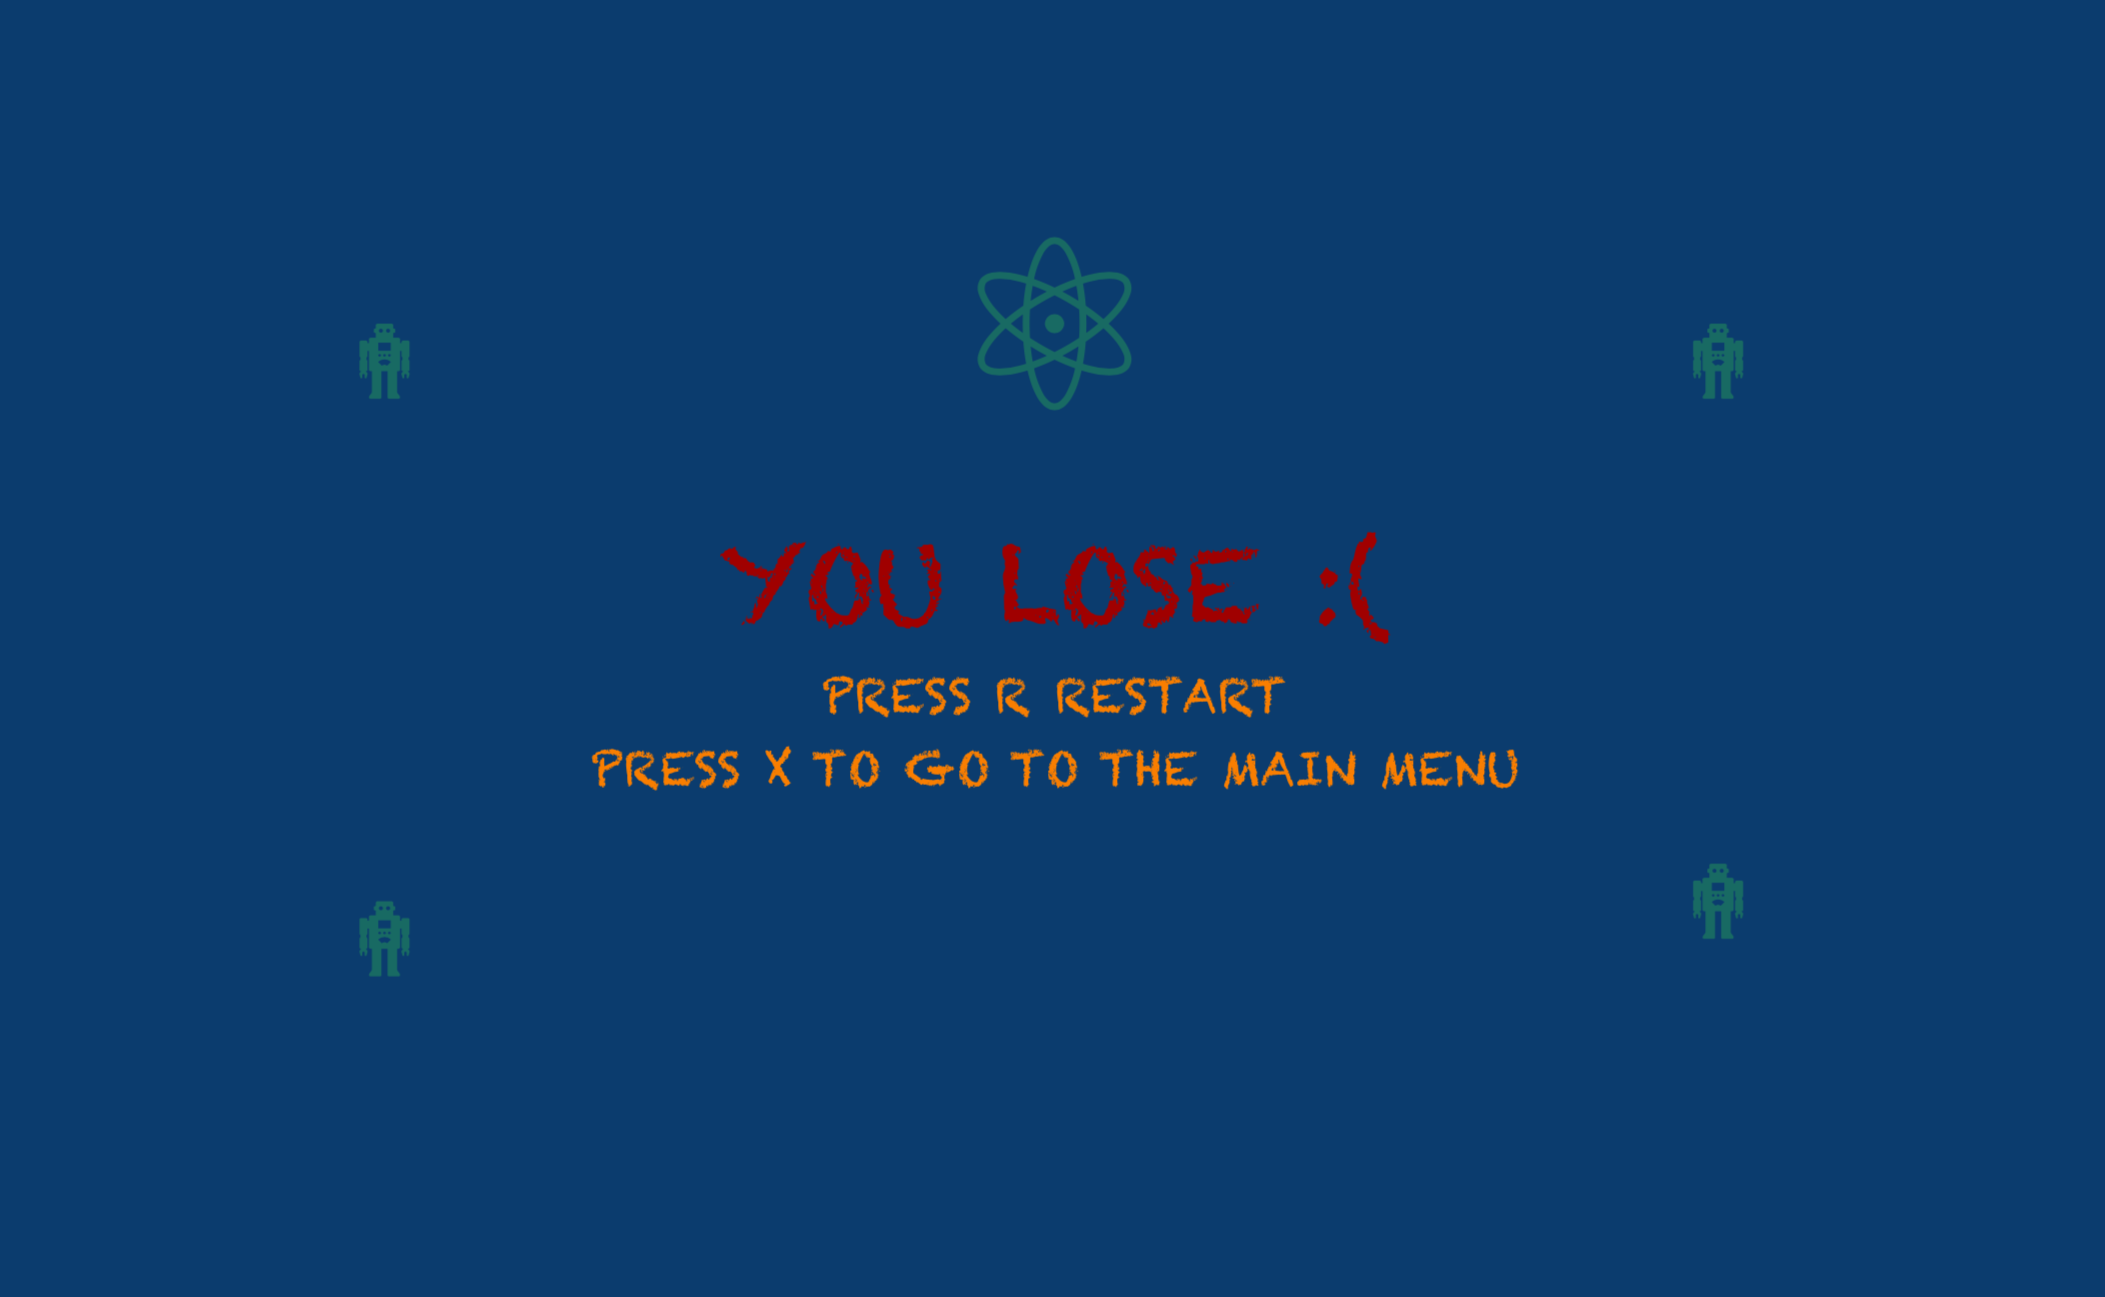 YOU LOSE :(
PRESS R RESTART
PRESS X TO GO TO THE MAIN MENU